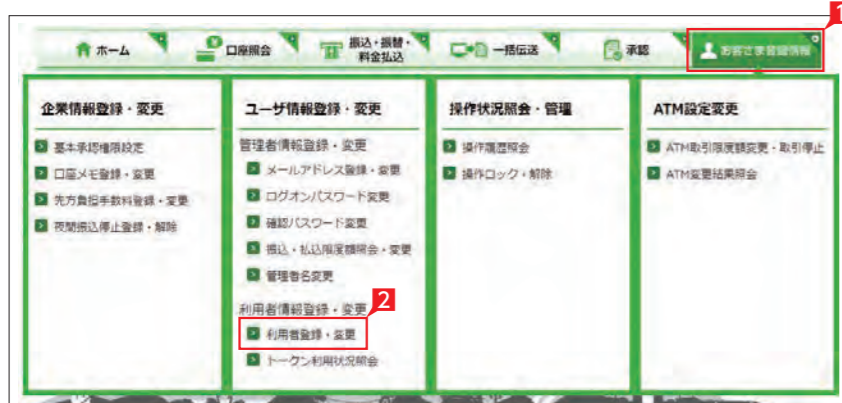 1
ホーム
口座照会
振込・振替・
料金払込
一括伝送
承認
お客さま登録情報
企業情報登録・変更
基本承認権限設定
口座メモ登録・変更
先方負担手数料登録・変更
夜間振込停止登録・解除
ユーザ情報登録・変更
管理者情報登録・変更
メールアドレス登録・変更
ログオンパスワード変更
確認パスワード変更
振込・払込限度額照会・変更
管理者名変更
利用者情報登録・変更
2
利用者登録・変更
トークン利用状況照会
操作状況照会・管理
操作履歴照会
操作ロック・解除
ATM設定変更
ATM取引限度額変更・取引停止
ATM変更結果照会